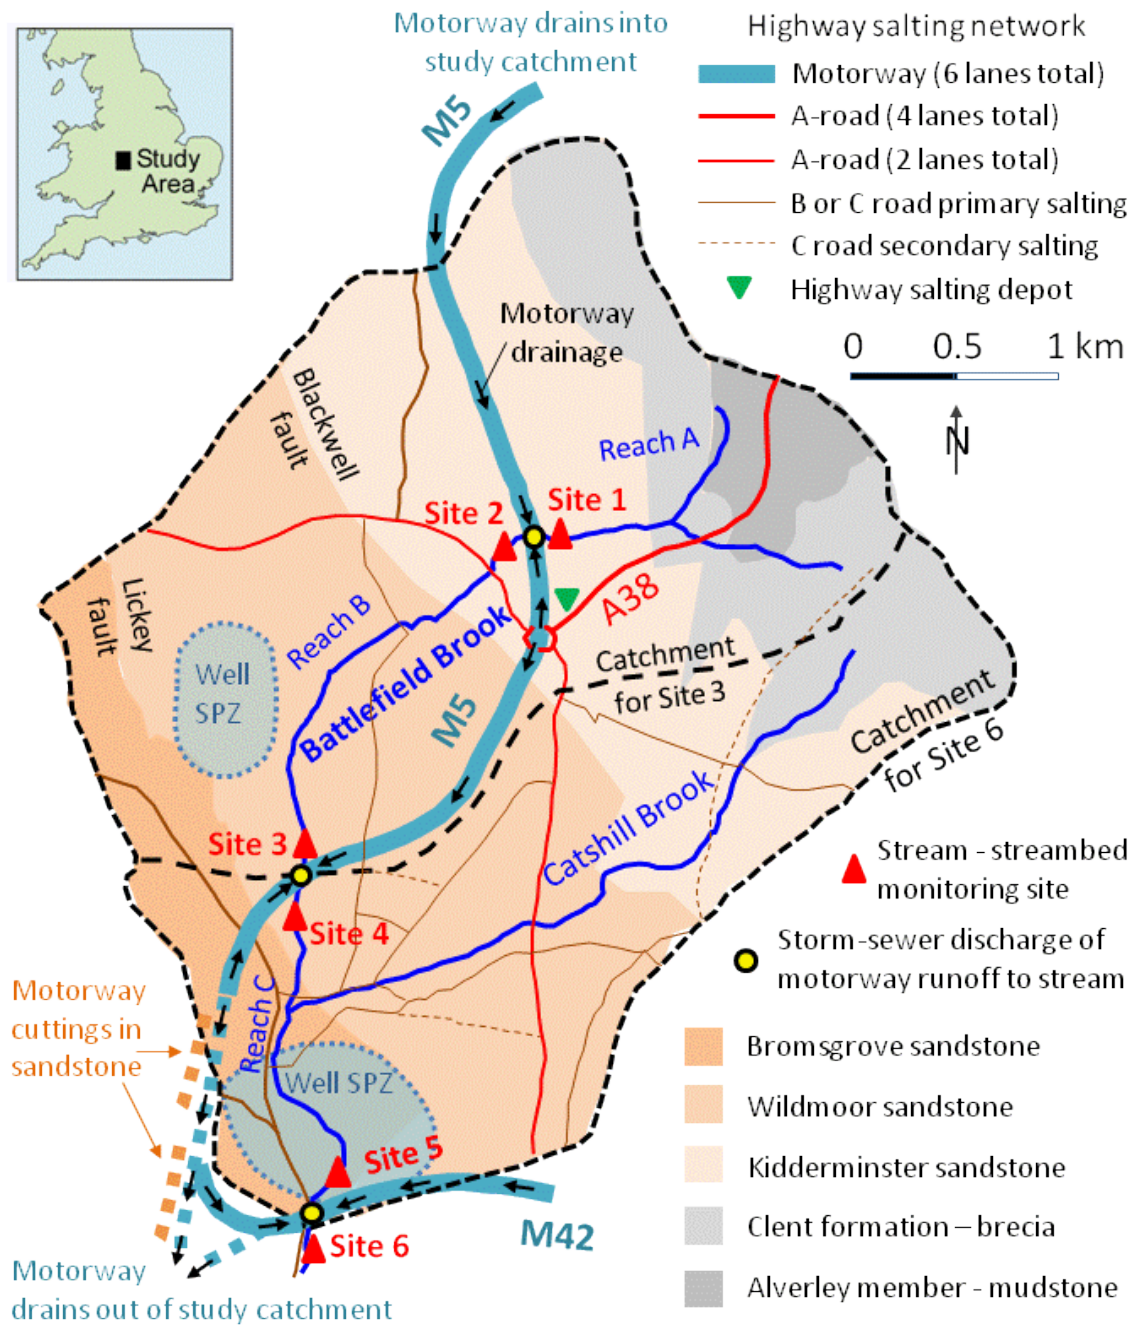 Motorway drains into
study catchment
Highway salting network
Motorway (6 lanes total)
A-road (4 lanes total)
A-road (2 lanes total)
B or C road primary salting
C road secondary salting
Highway salting depot
0 0.5 1 km
N
Study
Area
M5
Motorway
drainage
Blackwell
fault
Reach A
Site 2
Site 1
Lickey
fault
Reach B
Battlefield Brook
A38
Well
SPZ
Catchment
for Site 3
M5
Catchment
for Site 6
Catshill Brook
Site 3
Site 4
Stream - streambed
monitoring site
Storm-sewer discharge of
motorway runoff to stream
Motorway
cuttings in
sandstone
Reach C
Well SPZ
Site 5
M42
Site 6
Motorway
drains out of study catchment
Bromsgrove sandstone
Wildmoor sandstone
Kidderminster sandstone
Clent formation – brecia
Alverley member - mudstone